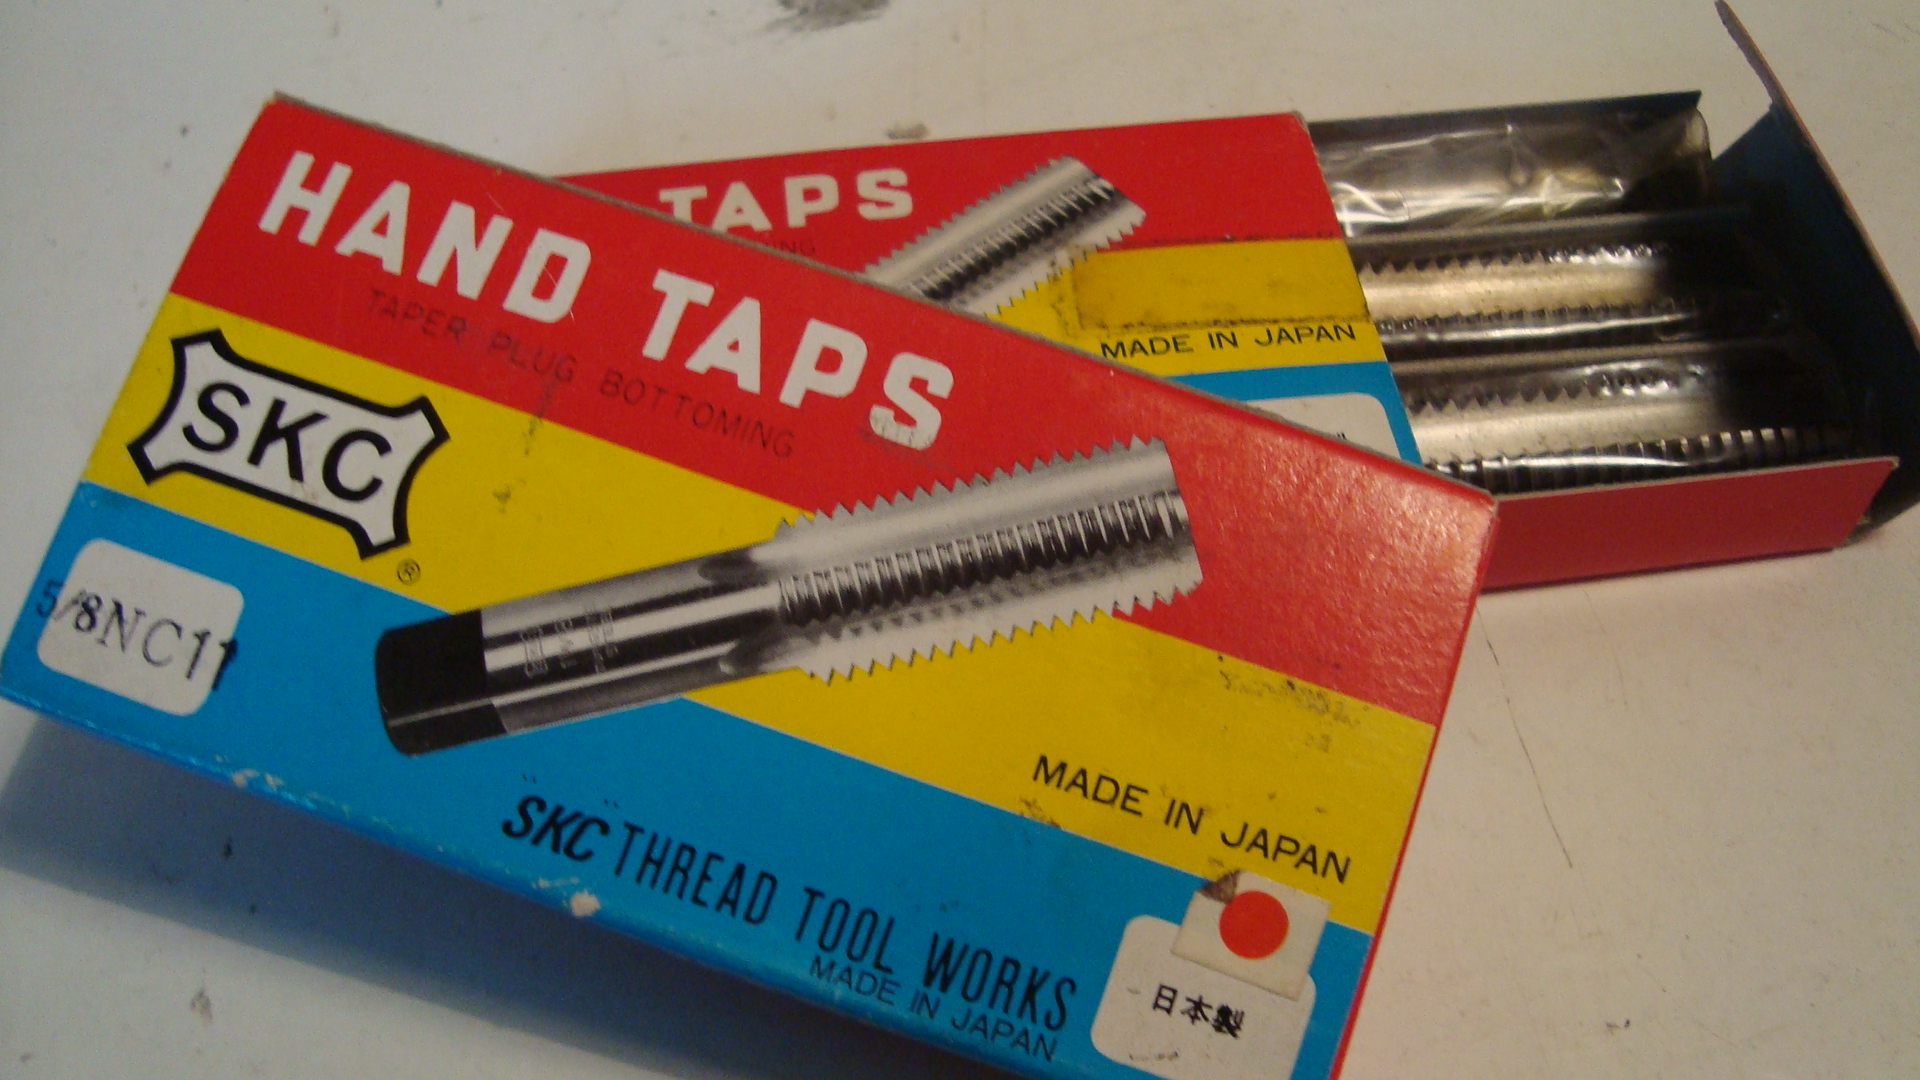 HAND TAPS
TAPER PLUG BOTTOMING
SKC
®
5/8NC11
MADE IN JAPAN
SKC THREAD TOOL WORKS
MADE IN JAPAN
日本製
TAPS
ING
MADE IN JAPAN